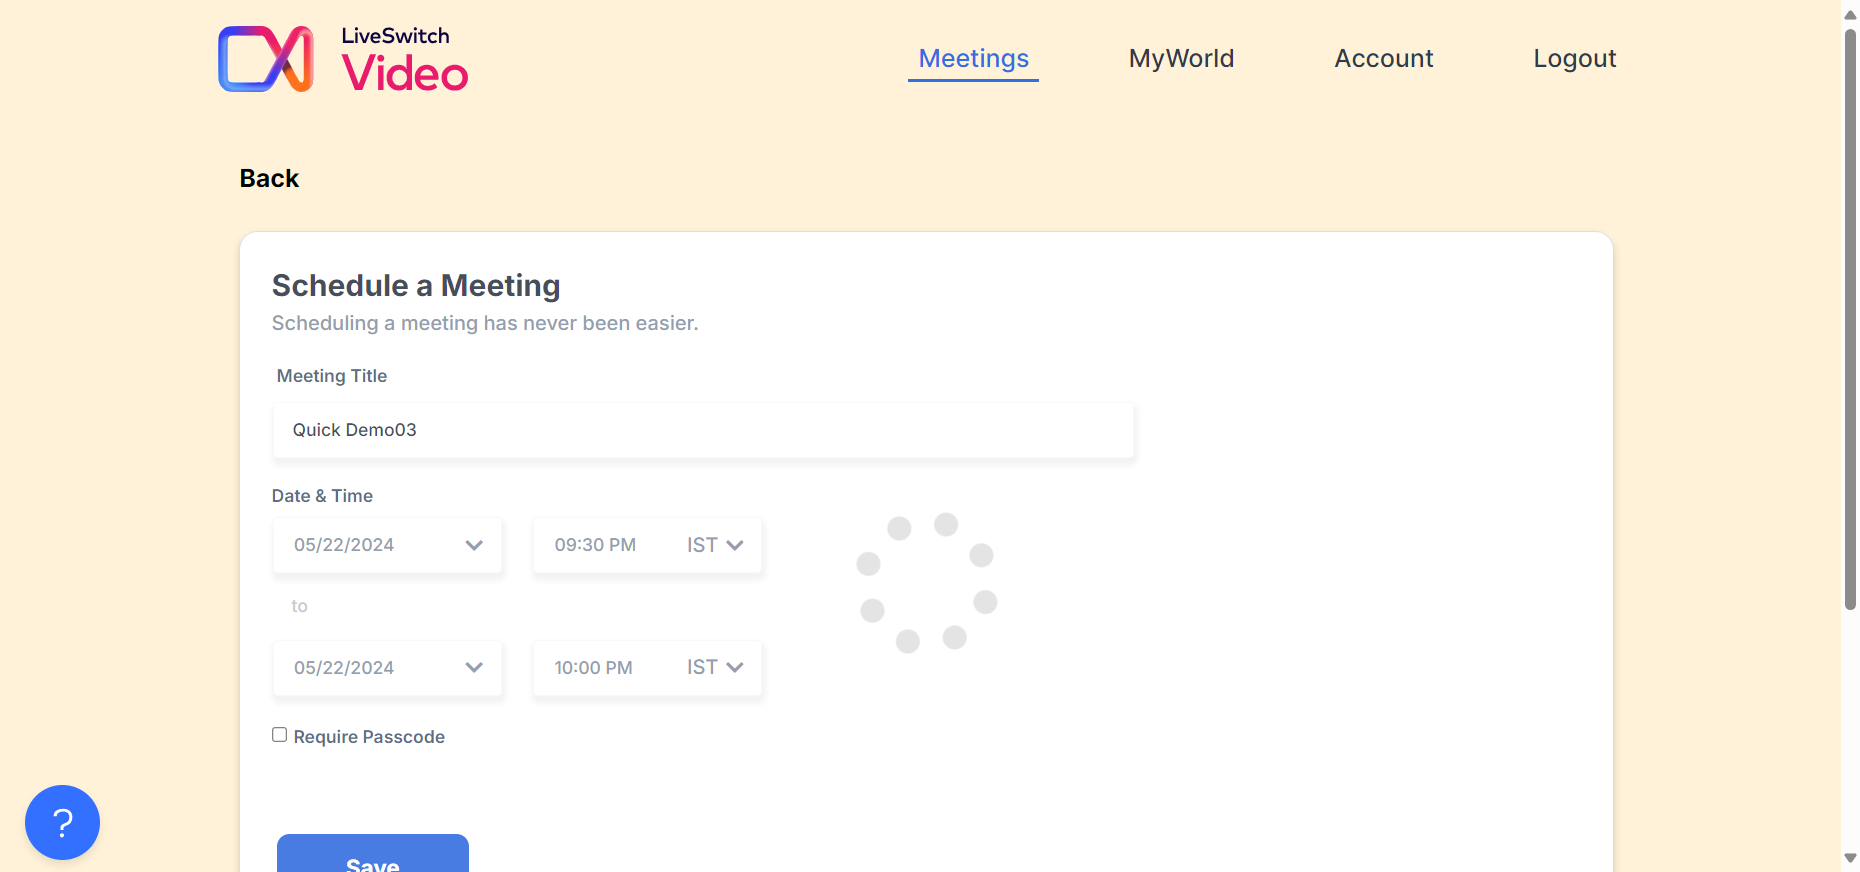 LiveSwitch
Video
Meetings
MyWorld
Account
Logout
Back
Schedule a Meeting
Scheduling a meeting has never been easier.
Meeting Title
Quick Demo03
Date & Time
05/22/2024
09:30 PM
IST
to
05/22/2024
10:00 PM
IST
Require Passcode
?
Save